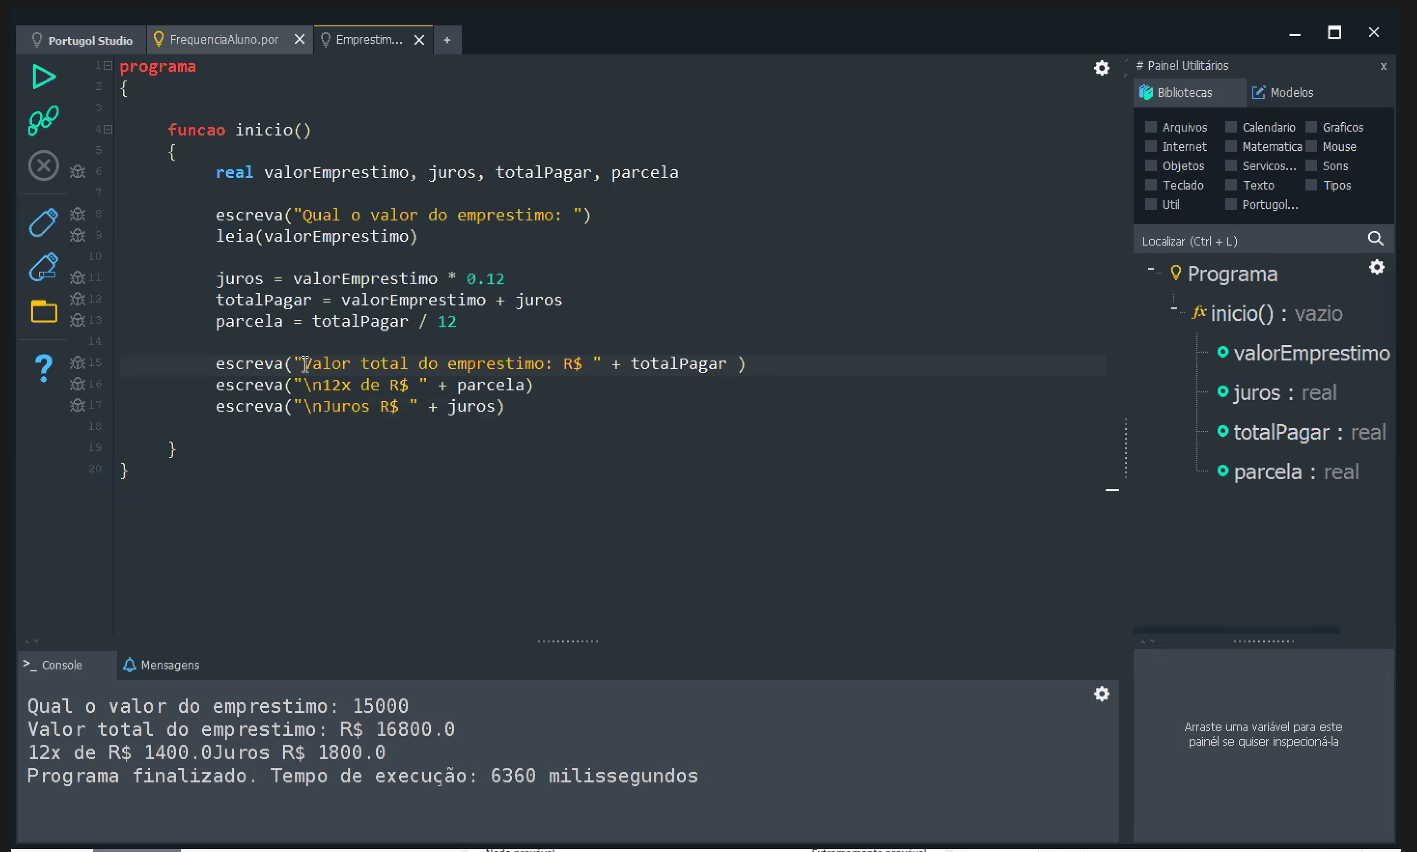 Portugol Studio
FrequenciaAluno.por
Emprestim...
+
1 programa
2 {
3
4 funcao inicio()
5 {
6 real valorEmprestimo, juros, totalPagar, parcela
7
8 escreva("Qual o valor do emprestimo: ")
9 leia(valorEmprestimo)
10
11 juros = valorEmprestimo * 0.12
12 totalPagar = valorEmprestimo + juros
13 parcela = totalPagar / 12
14
15 escreva("Valor total do emprestimo: R$ " + totalPagar )
16 escreva("\n12x de R$ " + parcela)
17 escreva("\nJuros R$ " + juros)
18
19 }
20 }
# Painel Utilitários x
Bibliotecas Modelos
Arquivos Calendario Graficos
Internet Matematica Mouse
Objetos Servicos... Sons
Teclado Texto Tipos
Util Portugol...
Localizar (Ctrl + L)
Programa
fx inicio() : vazio
valorEmprestimo
juros : real
totalPagar : real
parcela : real
Arraste uma variável para este
painél se quiser inspecioná-la
>_ Console Mensagens
Qual o valor do emprestimo: 15000
Valor total do emprestimo: R$ 16800.0
12x de R$ 1400.0Juros R$ 1800.0
Programa finalizado. Tempo de execução: 6360 milissegundos